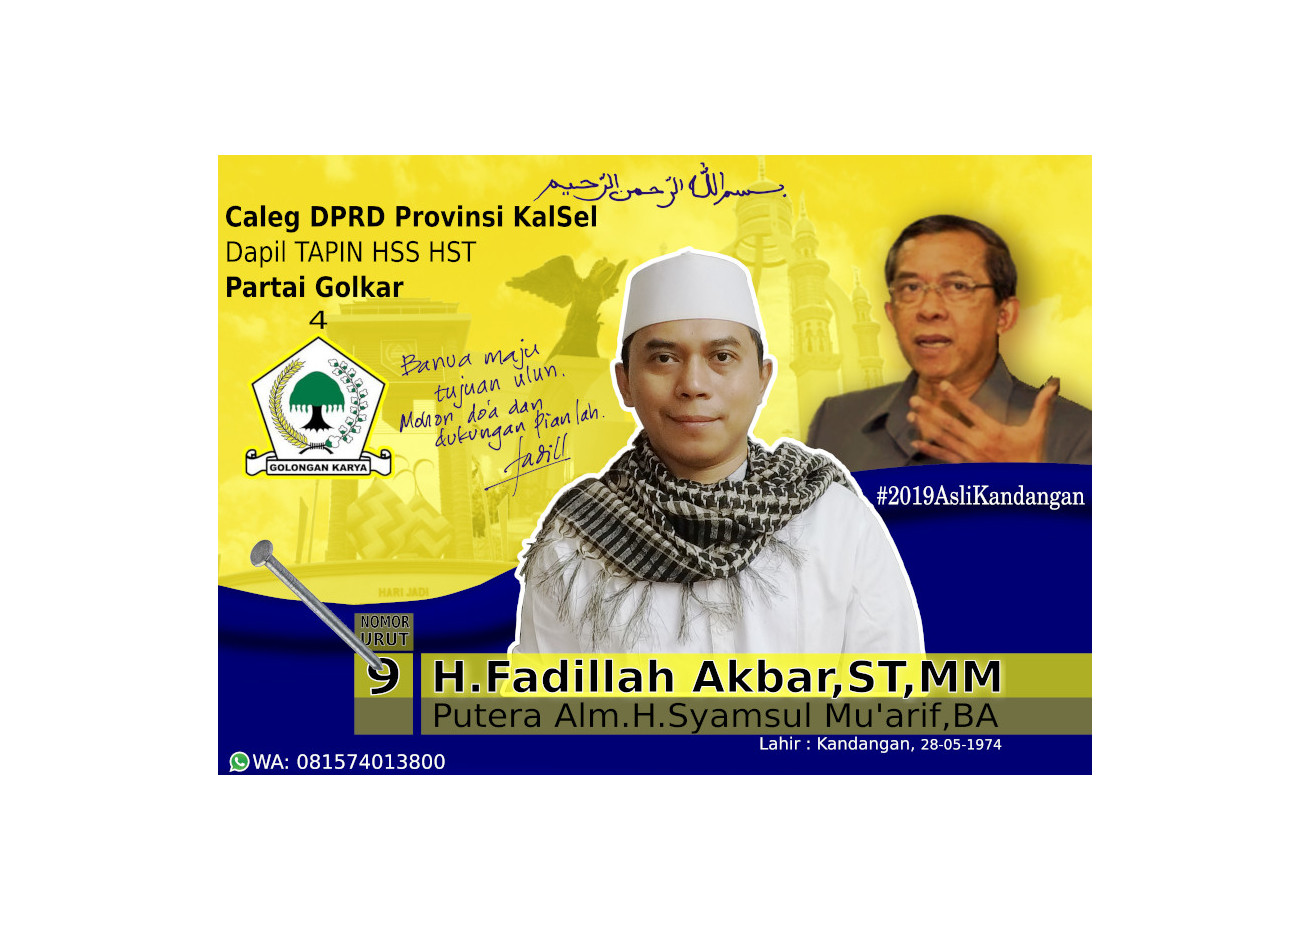 بسم الله الرحمن الرحيم
Caleg DPRD Provinsi KalSel
Dapil TAPIN HSS HST
Partai Golkar
4
GOLONGAN KARYA
Banua maju
tujuan ulun.
Mohon do'a dan
dukungan Pian lah.
Fadill
#2019AsliKandangan
HARI JADI
NOMOR
URUT
9
H.Fadillah Akbar,ST,MM
Putera Alm.H.Syamsul Mu'arif,BA
Lahir : Kandangan, 28-05-1974
WA: 081574013800